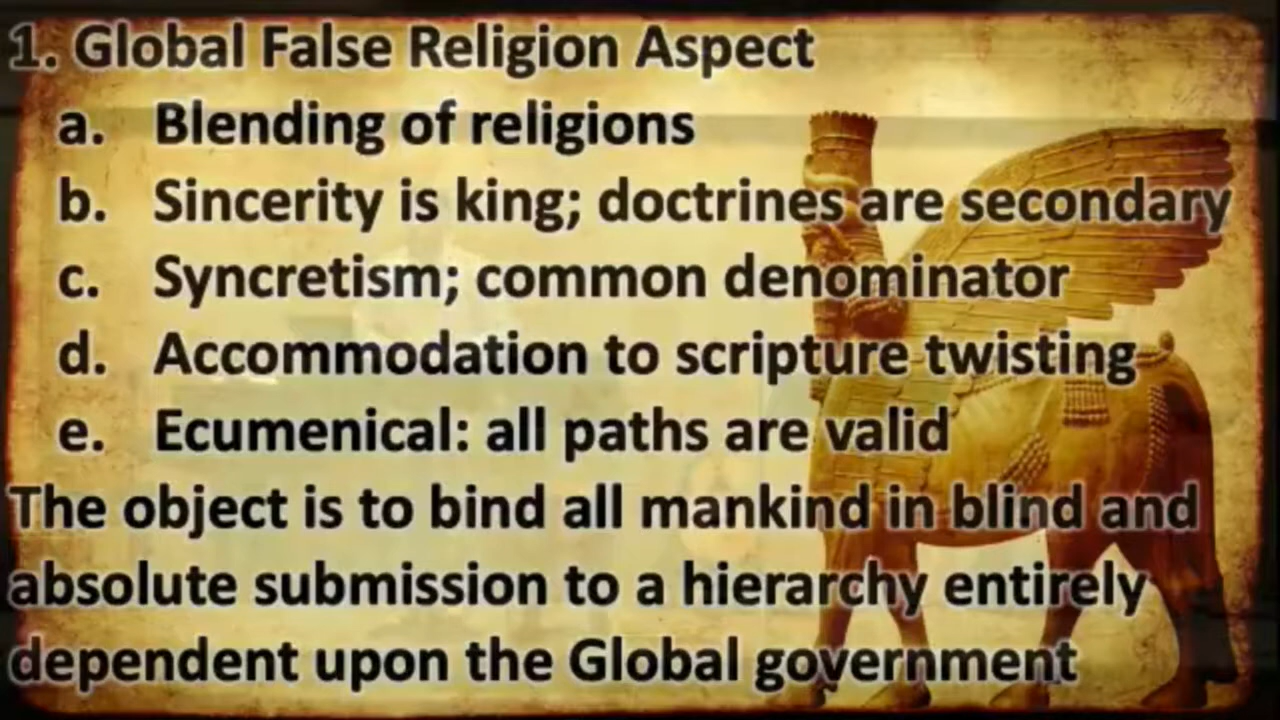 1. Global False Religion Aspect
a. Blending of religions
b. Sincerity is king; doctrines are secondary
c. Syncretism; common denominator
d. Accommodation to scripture twisting
e. Ecumenical: all paths are valid
The object is to bind all mankind in blind and
absolute submission to a hierarchy entirely
dependent upon the Global government